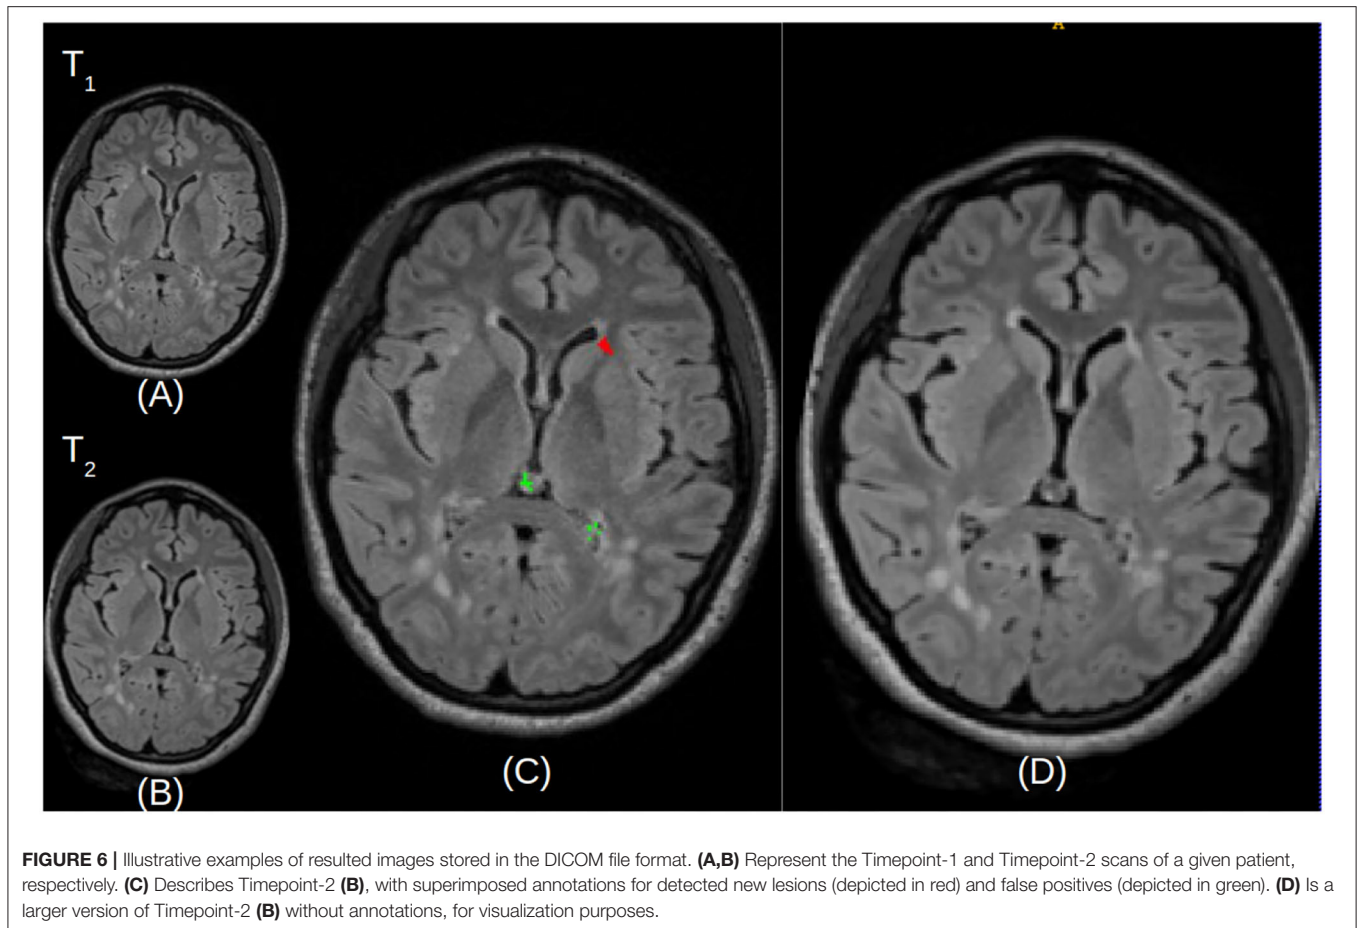 A
T1
(A)
T2
(B)
(C)
(D)
FIGURE 6 | Illustrative examples of resulted images stored in the DICOM file format. (A,B) Represent the Timepoint-1 and Timepoint-2 scans of a given patient,
respectively. (C) Describes Timepoint-2 (B), with superimposed annotations for detected new lesions (depicted in red) and false positives (depicted in green). (D) Is a
larger version of Timepoint-2 (B) without annotations, for visualization purposes.